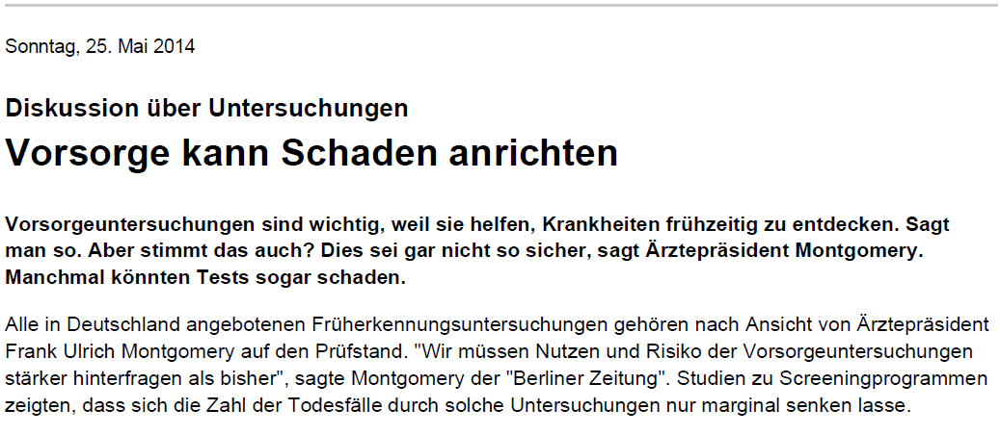 Sonntag, 25. Mai 2014
Diskussion über Untersuchungen
Vorsorge kann Schaden anrichten
Vorsorgeuntersuchungen sind wichtig, weil sie helfen, Krankheiten frühzeitig zu entdecken. Sagt
man so. Aber stimmt das auch? Dies sei gar nicht so sicher, sagt Ärztepräsident Montgomery.
Manchmal könnten Tests sogar schaden.
Alle in Deutschland angebotenen Früherkennungsuntersuchungen gehören nach Ansicht von Ärztepräsident
Frank Ulrich Montgomery auf den Prüfstand. "Wir müssen Nutzen und Risiko der Vorsorgeuntersuchungen
stärker hinterfragen als bisher", sagte Montgomery der "Berliner Zeitung". Studien zu Screeningprogrammen
zeigten, dass sich die Zahl der Todesfälle durch solche Untersuchungen nur marginal senken lasse.